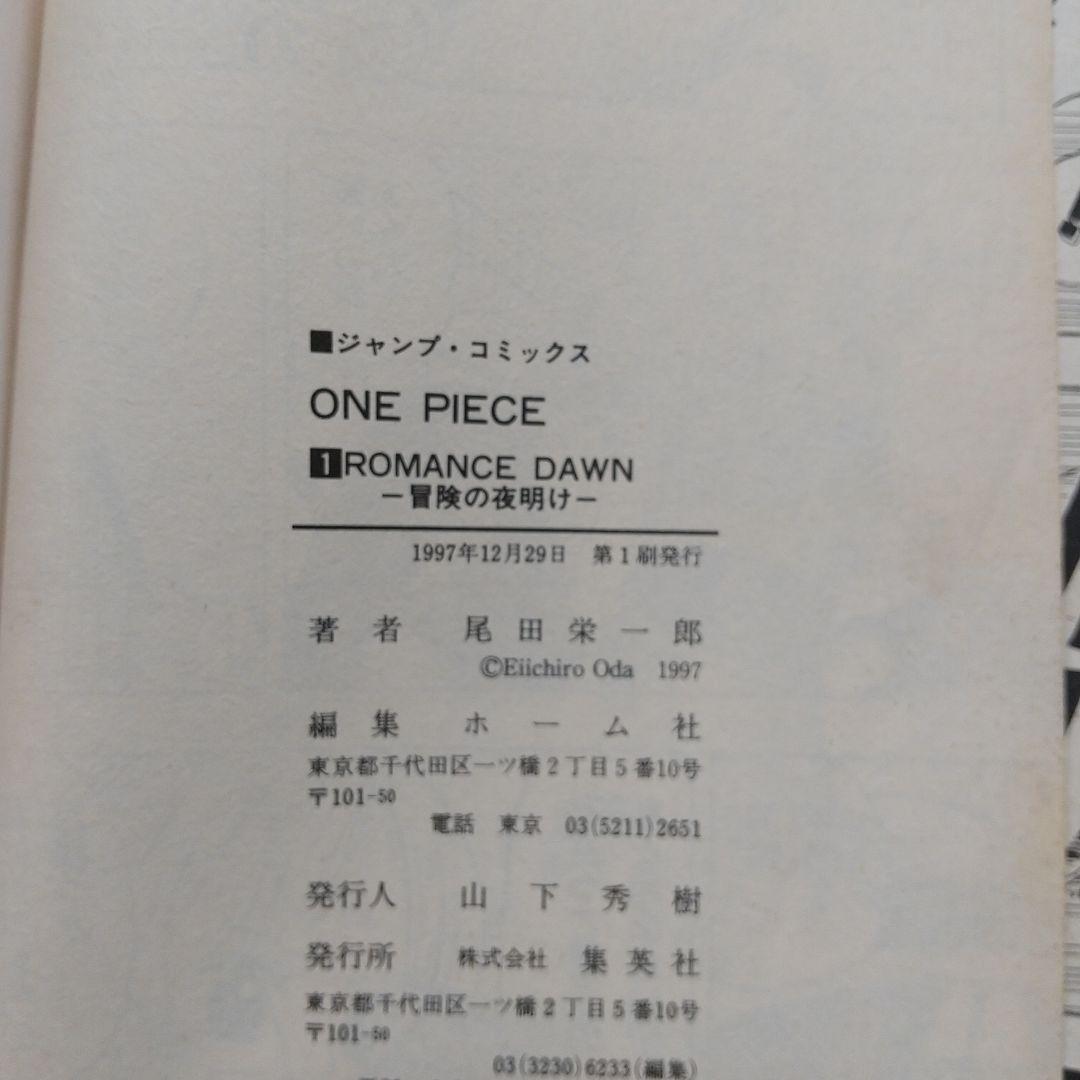 ■ジャンプ・コミックス
ONE PIECE
1 ROMANCE DAWN
ー冒険の夜明けー
1997年12月29日 第1刷発行
著者 尾田栄一郎
©Eiichiro Oda 1997
編集 ホーム社
東京都千代田区一ツ橋2丁目5番10号
〒101-50
電話 東京 03(5211)2651
発行人 山下秀樹
発行所 株式会社 集英社
東京都千代田区一ツ橋2丁目5番10号
〒101-50
03(3230)6233(編集)